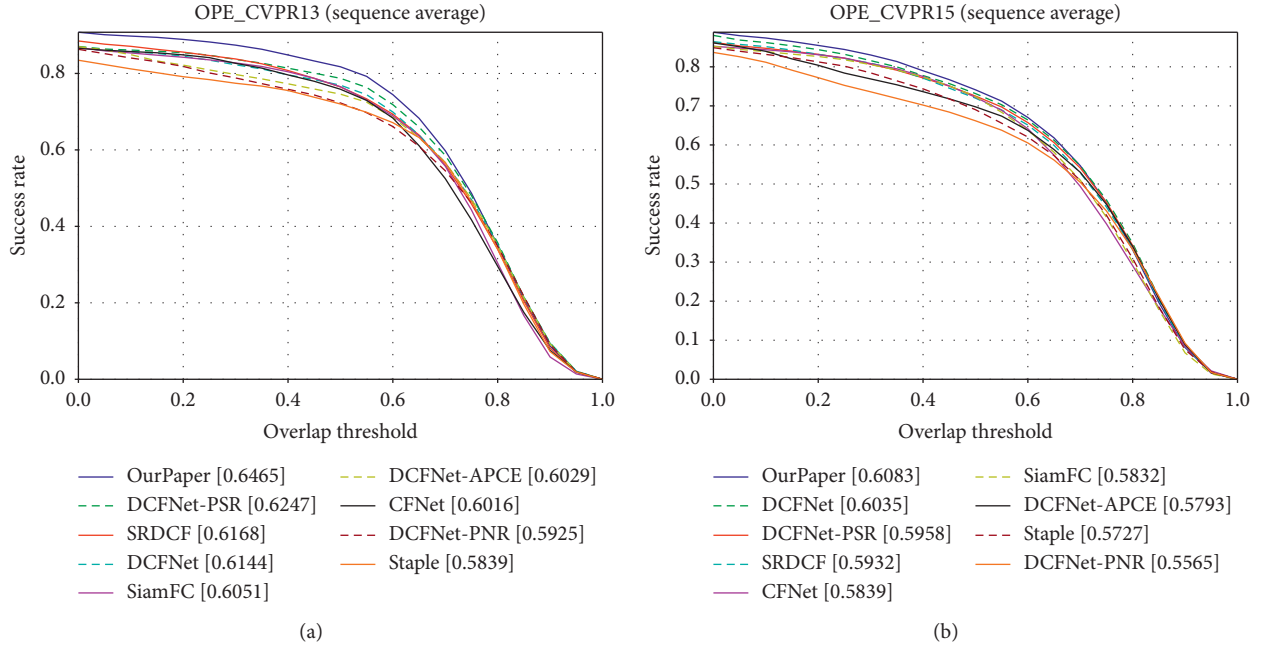 OPE_CVPR13 (sequence average)
Success rate
0.8
0.6
0.4
0.2
0.0
0.0 0.2 0.4 0.6 0.8 1.0
Overlap threshold
OurPaper [0.6465]
DCFNet-PSR [0.6247]
SRDCF [0.6168]
DCFNet [0.6144]
SiamFC [0.6051]
DCFNet-APCE [0.6029]
CFNet [0.6016]
DCFNet-PNR [0.5925]
Staple [0.5839]
(a)
OPE_CVPR15 (sequence average)
Success rate
0.8
0.7
0.6
0.5
0.4
0.3
0.2
0.1
0.0
0.0 0.2 0.4 0.6 0.8 1.0
Overlap threshold
OurPaper [0.6083]
DCFNet [0.6035]
DCFNet-PSR [0.5958]
SRDCF [0.5932]
CFNet [0.5839]
SiamFC [0.5832]
DCFNet-APCE [0.5793]
Staple [0.5727]
DCFNet-PNR [0.5565]
(b)